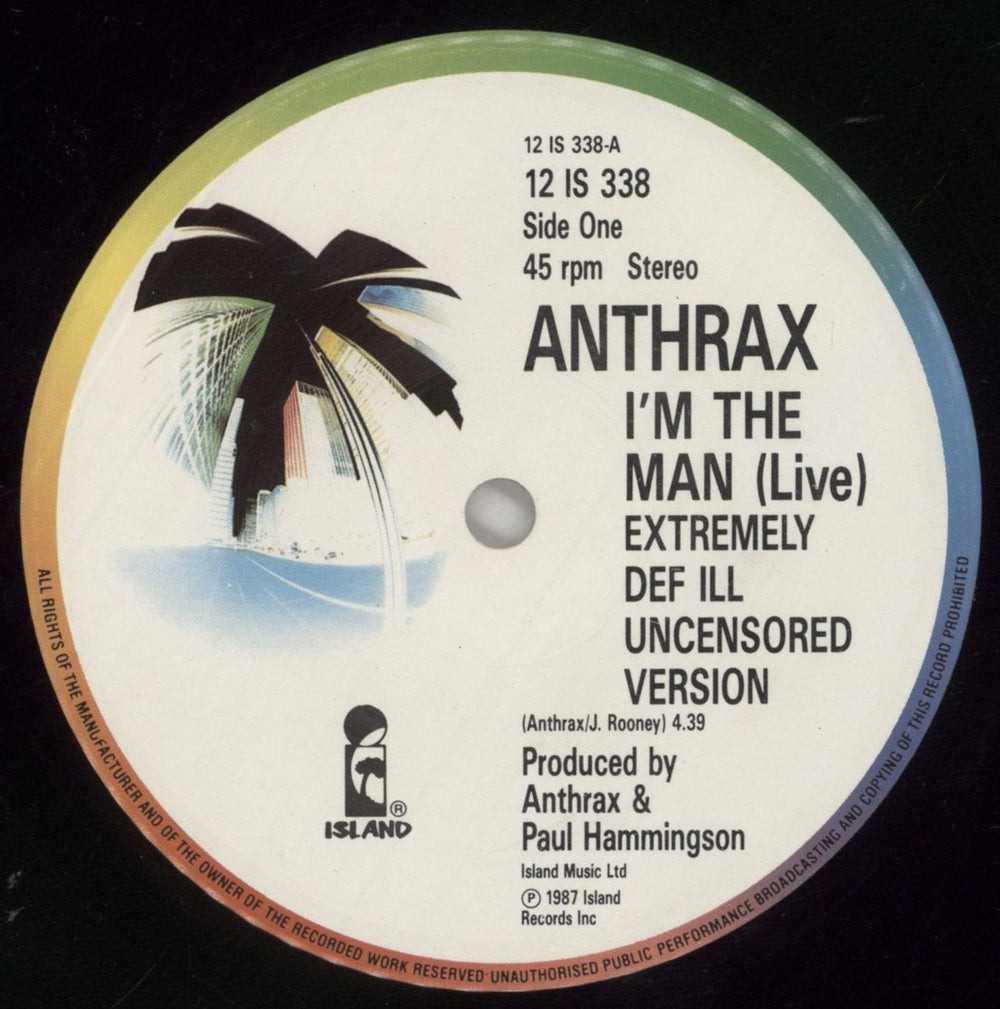 12 IS 338-A
12 IS 338
Side One
45 rpm Stereo
ANTHRAX
I'M THE
MAN (Live)
EXTREMELY
DEF ILL
UNCENSORED
VERSION
(Anthrax/J. Rooney) 4.39
Produced by
Anthrax &
Paul Hammingson
Island Music Ltd
℗ 1987 Island
Records Inc
®
ISLAND
ALL RIGHTS OF THE MANUFACTURER AND OF THE OWNER OF THE RECORDED WORK RESERVED·UNAUTHORISED PUBLIC PERFORMANCE BROADCASTING AND COPYING OF THIS RECORD PROHIBITED